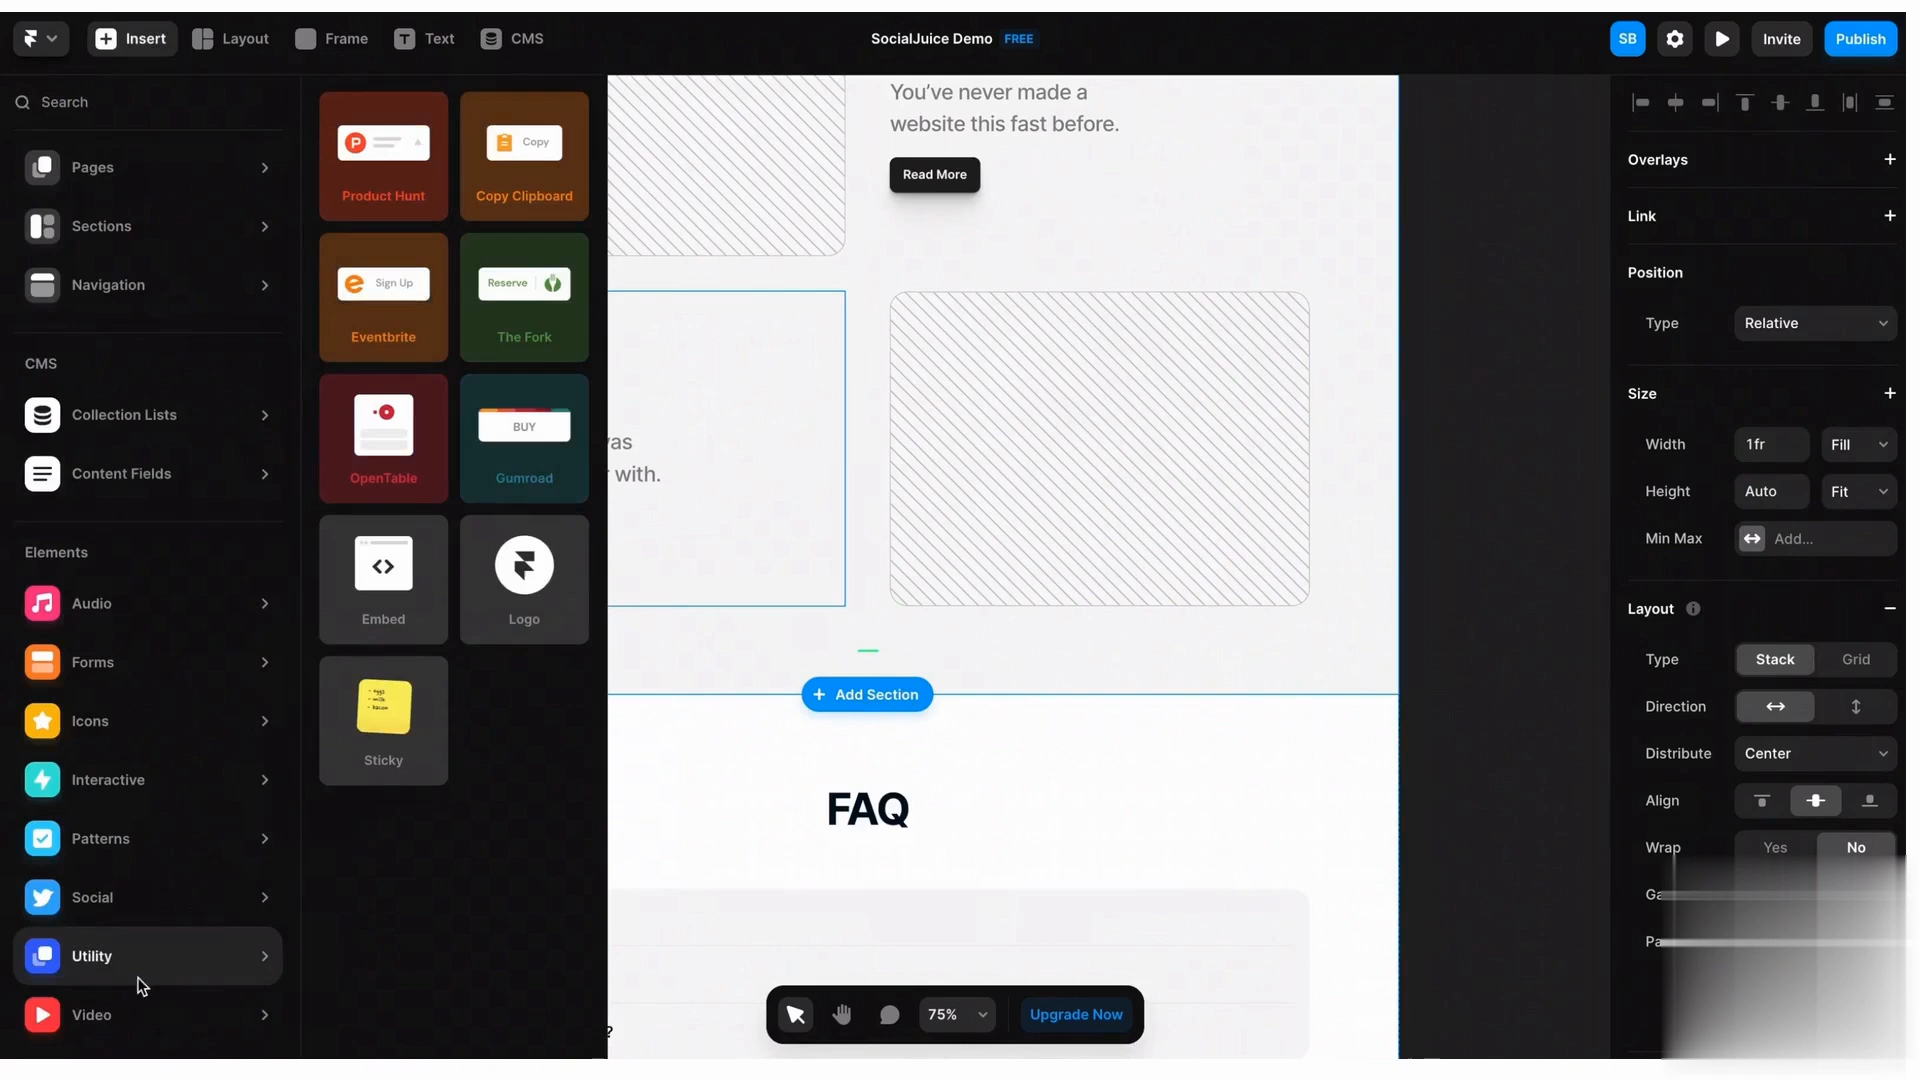 Insert
Layout
Frame
Text
CMS
SocialJuice Demo FREE
SB
Invite
Publish
Search
Pages
Sections
Navigation
CMS
Collection Lists
Content Fields
Elements
Audio
Forms
Icons
Interactive
Patterns
Social
Utility
Video
Product Hunt
Copy
Copy Clipboard
Sign Up
Eventbrite
Reserve
The Fork
OpenTable
BUY
Gumroad
Embed
Logo
- eggs
- milk
- bacon
Sticky
You've never made a
website this fast before.
Read More
with.
+ Add Section
FAQ
?
75%
Upgrade Now
Overlays
Link
Position
Type Relative
Size
Width 1fr Fill
Height Auto Fit
Min Max Add...
Layout
Type Stack Grid
Direction
Distribute Center
Align
Wrap Yes No